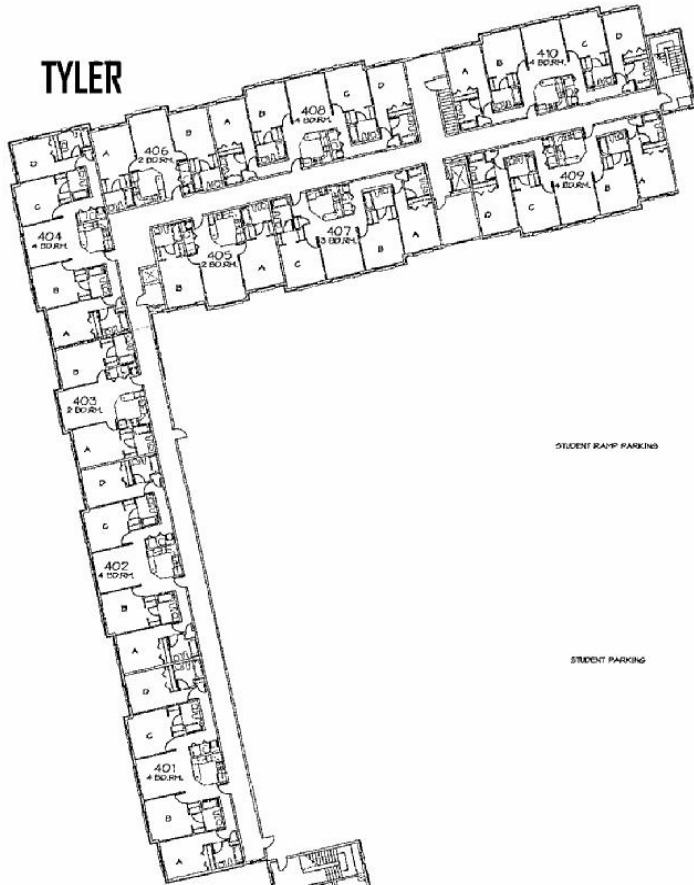 TYLER
410
4 BD.RM.
A
B
C
D
408
4 BD.RM.
A
B
C
D
406
2 BD.RM.
A
B
409
4 BD.RM.
D
C
B
A
407
3 BD.RM.
C
B
A
405
2 BD.RM.
B
A
D
C
404
4 BD.RM.
B
A
B
403
2 BD.RM.
A
STUDENT RAMP PARKING
D
C
402
4 BD.RM.
B
A
STUDENT PARKING
D
C
401
4 BD.RM.
B
A